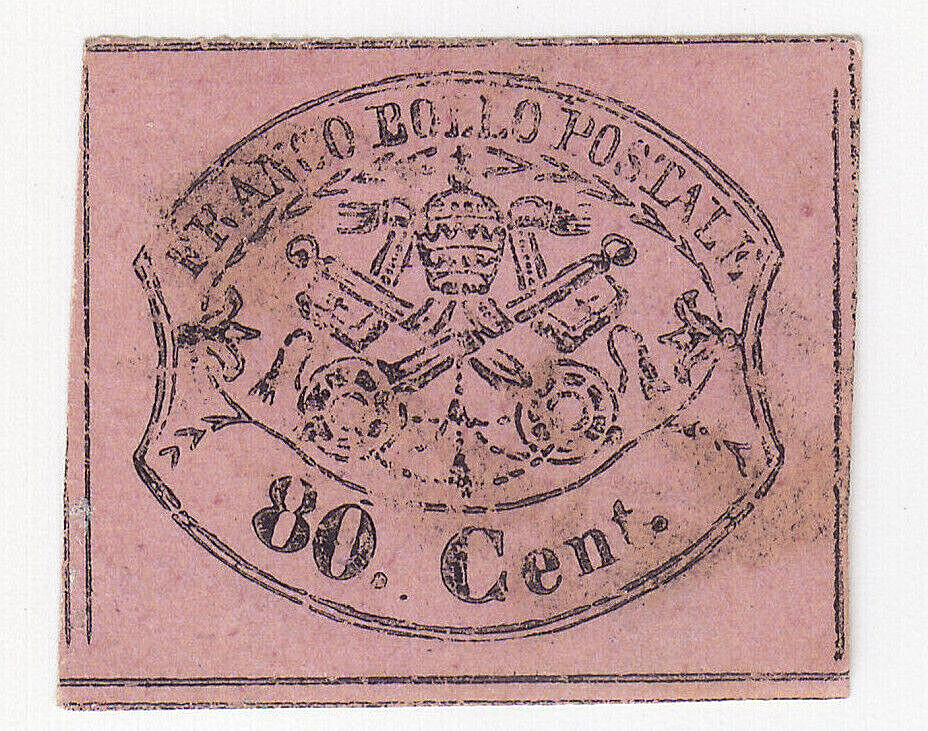 FRANCO BOLLO POSTALE
80. Cent.